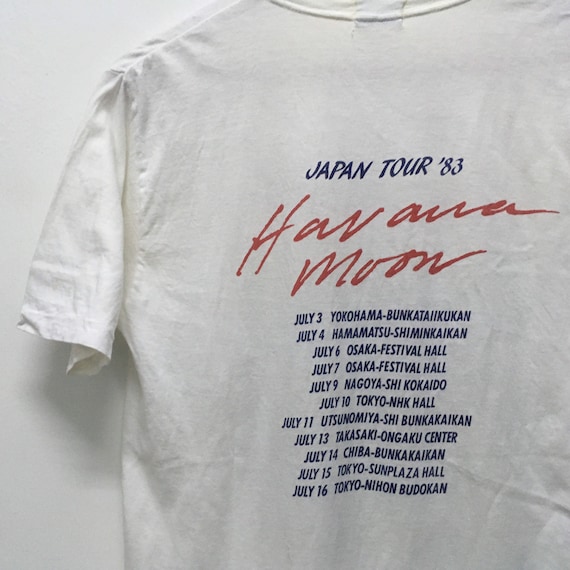 JAPAN TOUR '83
Havana
Moon
JULY 3 YOKOHAMA-BUNKATAIIKUKAN
JULY 4 HAMAMATSU-SHIMINKAIKAN
JULY 6 OSAKA-FESTIVAL HALL
JULY 7 OSAKA-FESTIVAL HALL
JULY 9 NAGOYA-SHI KOKAIDO
JULY 10 TOKYO-NHK HALL
JULY 11 UTSUNOMIYA-SHI BUNKAKAIKAN
JULY 13 TAKASAKI-ONGAKU CENTER
JULY 14 CHIBA-BUNKAKAIKAN
JULY 15 TOKYO-SUNPLAZA HALL
JULY 16 TOKYO-NIHON BUDOKAN